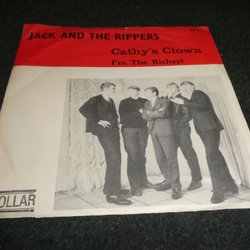 JACK AND THE RIPPERS
Cathy's Clown
I'm The Richest
OLLAR